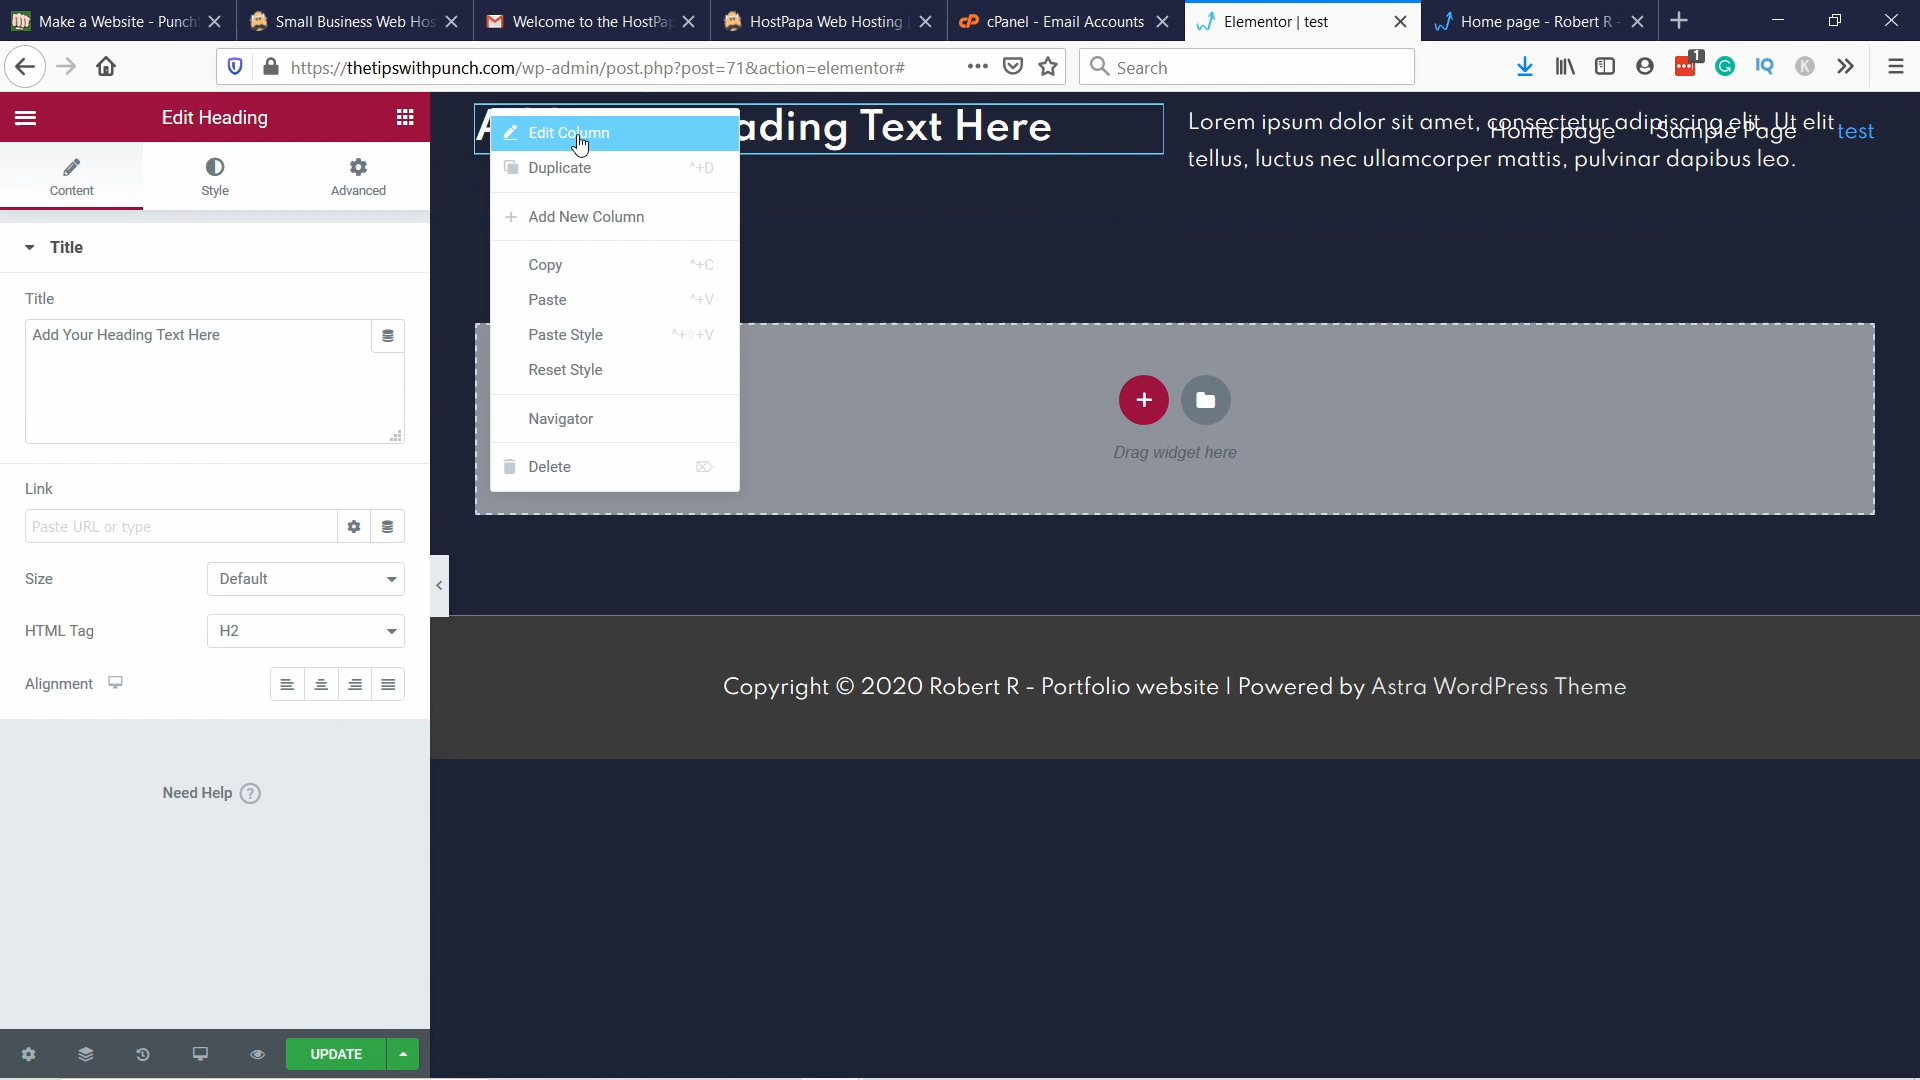 Make a Website - Punch
Small Business Web Hos
Welcome to the HostPa
HostPapa Web Hosting
cPanel - Email Accounts
Elementor | test
Home page - Robert R -
https://thetipswithpunch.com/wp-admin/post.php?post=71&action=elementor#
Search
1
Edit Heading
Content
Style
Advanced
Title
Title
Add Your Heading Text Here
Link
Paste URL or type
Size
Default
HTML Tag
H2
Alignment
Need Help ?
UPDATE
A
ading Text Here
Edit Column
Duplicate ^+D
Add New Column
Copy ^+C
Paste ^+V
Paste Style ^+⇧+V
Reset Style
Navigator
Delete ⌦
Lorem ipsum dolor sit amet, consectetur adipiscing elit. Ut elit
tellus, luctus nec ullamcorper mattis, pulvinar dapibus leo.
Home page Sample Page test
Drag widget here
Copyright © 2020 Robert R - Portfolio website | Powered by Astra WordPress Theme